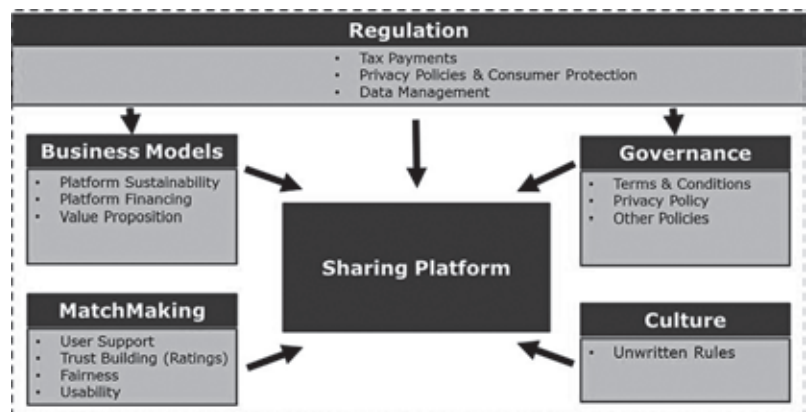 Regulation
• Tax Payments
• Privacy Policies & Consumer Protection
• Data Management
Business Models
• Platform Sustainability
• Platform Financing
• Value Proposition
Governance
• Terms & Conditions
• Privacy Policy
• Other Policies
Sharing Platform
MatchMaking
• User Support
• Trust Building (Ratings)
• Fairness
• Usability
Culture
• Unwritten Rules